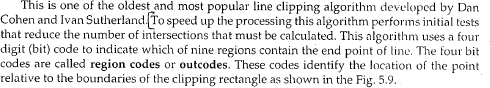 This is one of the oldest and most popular line clipping algorithm developed by Dan
Cohen and Ivan Sutherland. To speed up the processing this algorithm performs initial tests
that reduce the number of intersections that must be calculated. This algorithm uses a four
digit (bit) code to indicate which of nine regions contain the end point of line. The four bit
codes are called region codes or outcodes. These codes identify the location of the point
relative to the boundaries of the clipping rectangle as shown in the Fig. 5.9.